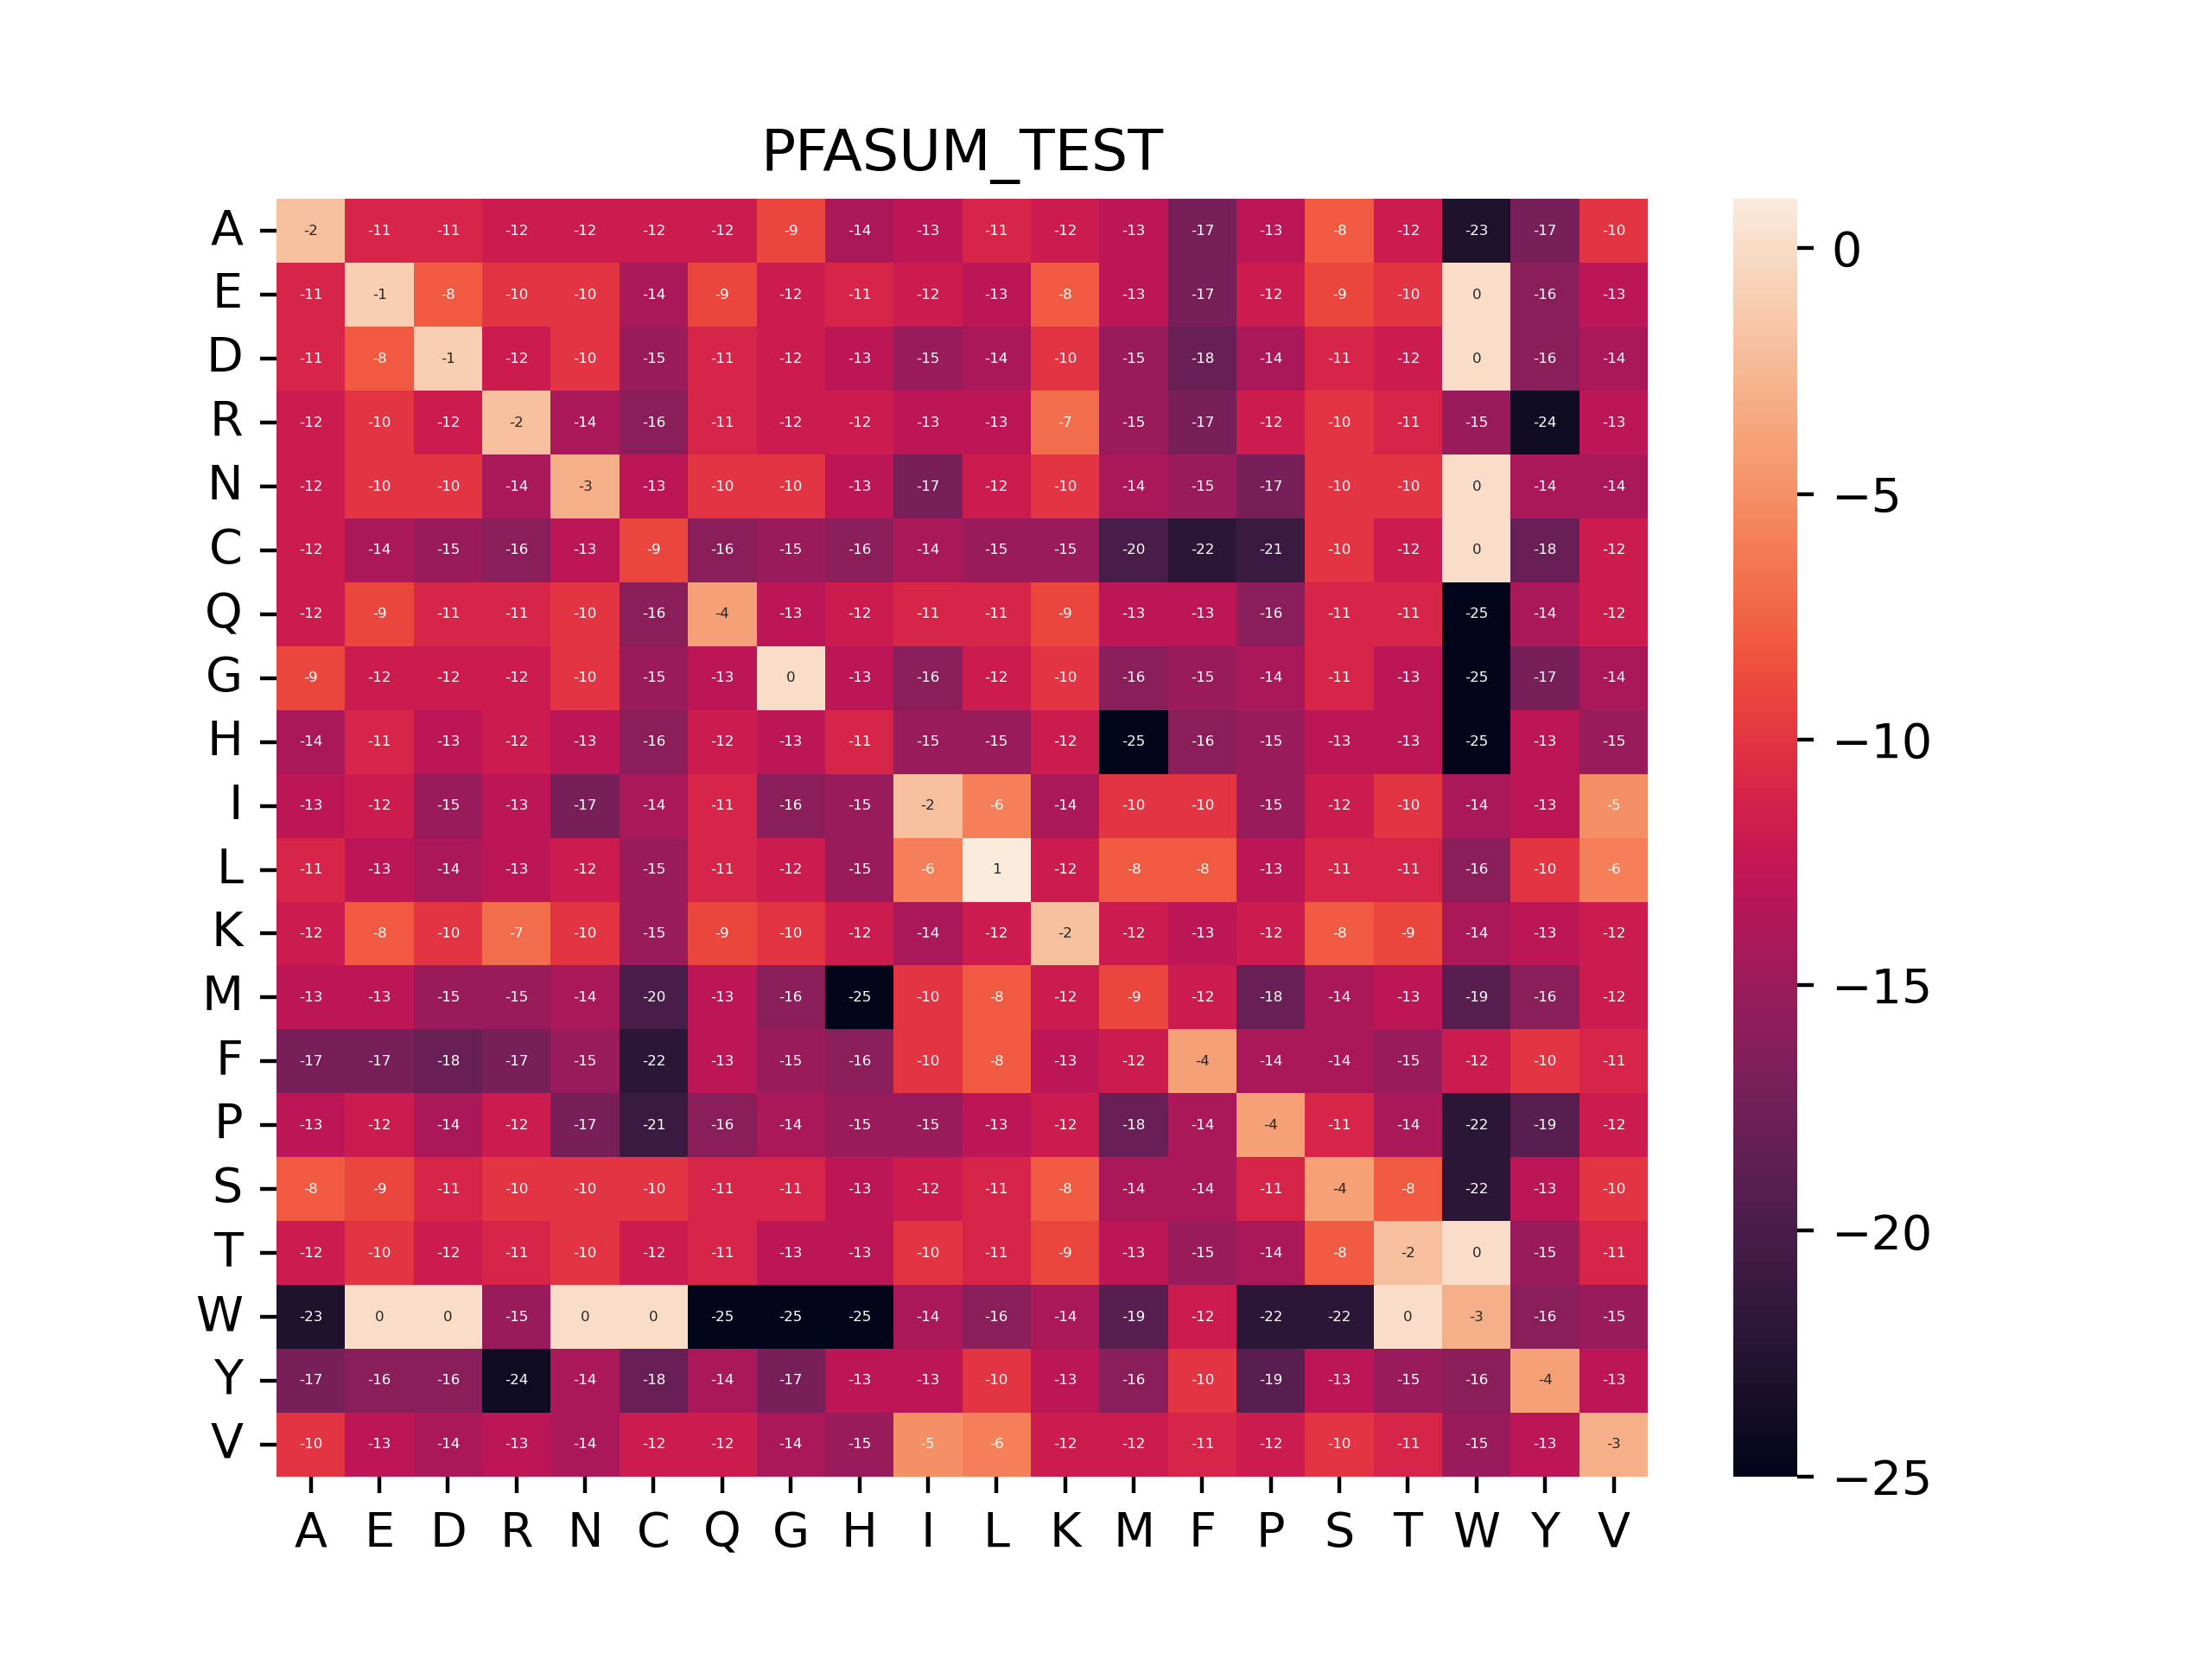 PFASUM_TEST
A -2 -11 -11 -12 -12 -12 -12 -9 -14 -13 -11 -12 -13 -17 -13 -8 -12 -23 -17 -10
E -11 -1 -8 -10 -10 -14 -9 -12 -11 -12 -13 -8 -13 -17 -12 -9 -10 0 -16 -13
D -11 -8 -1 -12 -10 -15 -11 -12 -13 -15 -14 -10 -15 -18 -14 -11 -12 0 -16 -14
R -12 -10 -12 -2 -14 -16 -11 -12 -12 -13 -13 -7 -15 -17 -12 -10 -11 -15 -24 -13
N -12 -10 -10 -14 -3 -13 -10 -10 -13 -17 -12 -10 -14 -15 -17 -10 -10 0 -14 -14
C -12 -14 -15 -16 -13 -9 -16 -15 -16 -14 -15 -15 -20 -22 -21 -10 -12 0 -18 -12
Q -12 -9 -11 -11 -10 -16 -4 -13 -12 -11 -11 -9 -13 -13 -16 -11 -11 -25 -14 -12
G -9 -12 -12 -12 -10 -15 -13 0 -13 -16 -12 -10 -16 -15 -14 -11 -13 -25 -17 -14
H -14 -11 -13 -12 -13 -16 -12 -13 -11 -15 -15 -12 -25 -16 -15 -13 -13 -25 -13 -15
I -13 -12 -15 -13 -17 -14 -11 -16 -15 -2 -6 -14 -10 -10 -15 -12 -10 -14 -13 -5
L -11 -13 -14 -13 -12 -15 -11 -12 -15 -6 1 -12 -8 -8 -13 -11 -11 -16 -10 -6
K -12 -8 -10 -7 -10 -15 -9 -10 -12 -14 -12 -2 -12 -13 -12 -8 -9 -14 -13 -12
M -13 -13 -15 -15 -14 -20 -13 -16 -25 -10 -8 -12 -9 -12 -18 -14 -13 -19 -16 -12
F -17 -17 -18 -17 -15 -22 -13 -15 -16 -10 -8 -13 -12 -4 -14 -14 -15 -12 -10 -11
P -13 -12 -14 -12 -17 -21 -16 -14 -15 -15 -13 -12 -18 -14 -4 -11 -14 -22 -19 -12
S -8 -9 -11 -10 -10 -10 -11 -11 -13 -12 -11 -8 -14 -14 -11 -4 -8 -22 -13 -10
T -12 -10 -12 -11 -10 -12 -11 -13 -13 -10 -11 -9 -13 -15 -14 -8 -2 0 -15 -11
W -23 0 0 -15 0 0 -25 -25 -25 -14 -16 -14 -19 -12 -22 -22 0 -3 -16 -15
Y -17 -16 -16 -24 -14 -18 -14 -17 -13 -13 -10 -13 -16 -10 -19 -13 -15 -16 -4 -13
V -10 -13 -14 -13 -14 -12 -12 -14 -15 -5 -6 -12 -12 -11 -12 -10 -11 -15 -13 -3
A E D R N C Q G H I L K M F P S T W Y V
0
−5
−10
−15
−20
−25